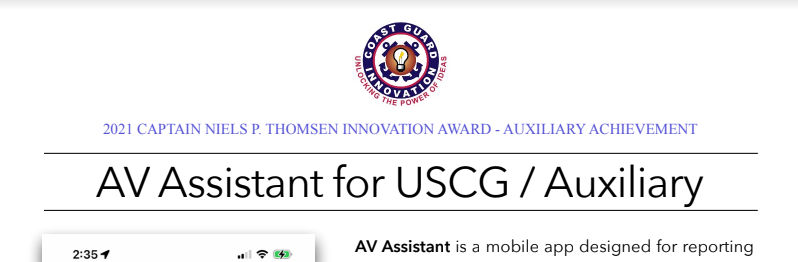 COAST GUARD
INNOVATION
UNLOCKING THE POWER OF IDEAS
2021 CAPTAIN NIELS P. THOMSEN INNOVATION AWARD - AUXILIARY ACHIEVEMENT
AV Assistant for USCG / Auxiliary
2:35
AV Assistant is a mobile app designed for reporting